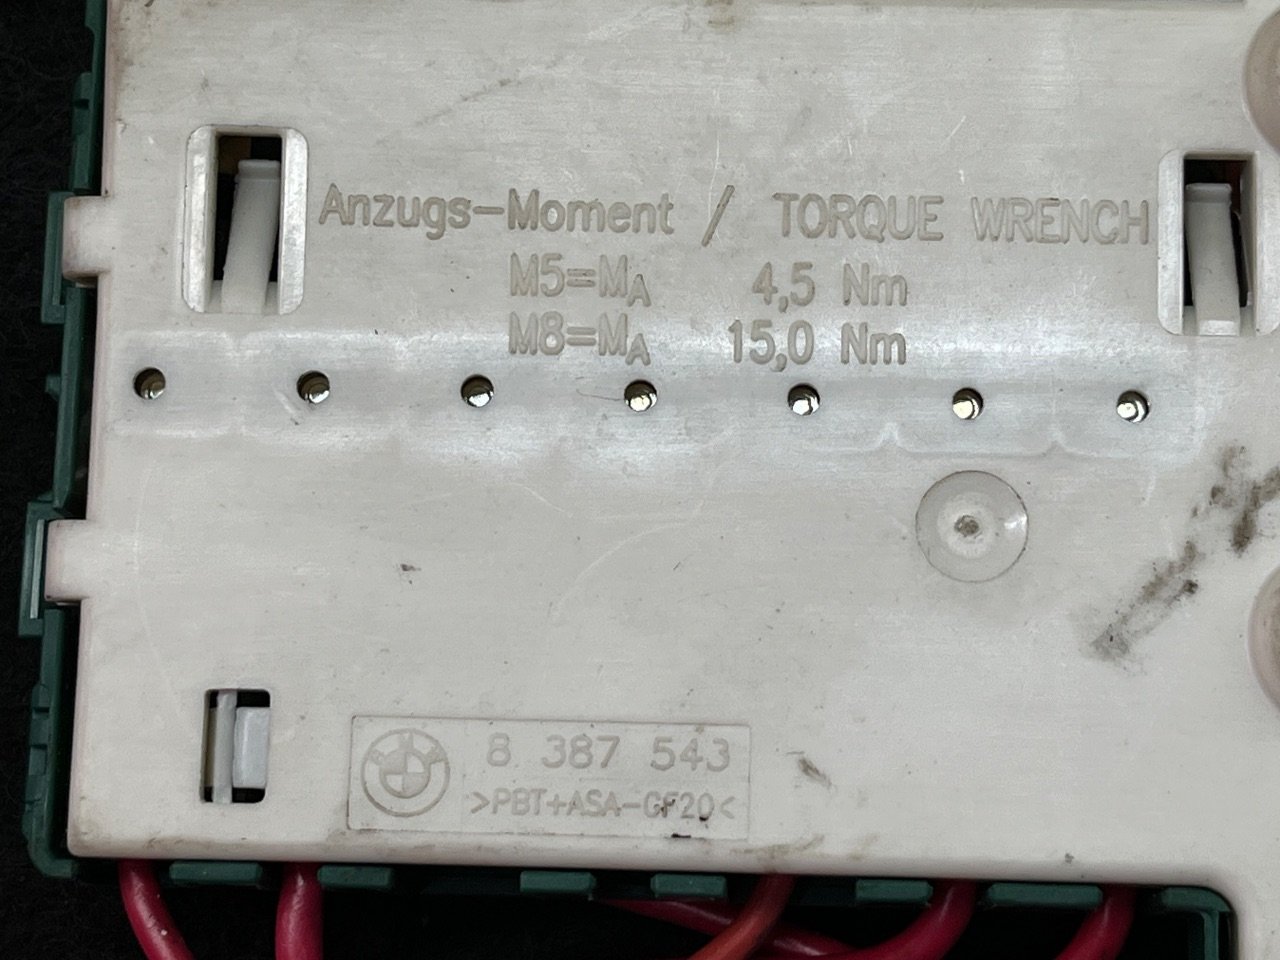 Anzugs-Moment / TORQUE WRENCH
M5=MA 4,5 Nm
M8=MA 15,0 Nm
8 387 543
>PBT+ASA-GF20<